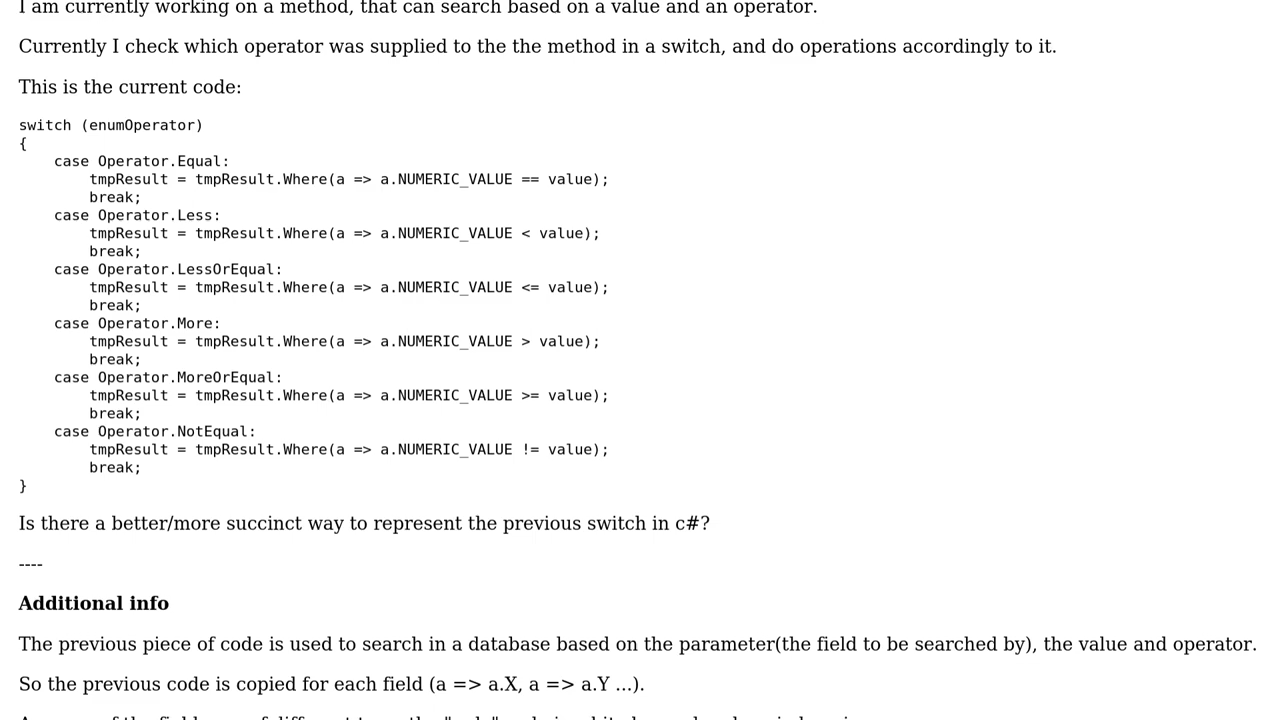 I am currently working on a method, that can search based on a value and an operator.
Currently I check which operator was supplied to the the method in a switch, and do operations accordingly to it.
This is the current code:
switch (enumOperator)
{
    case Operator.Equal:
        tmpResult = tmpResult.Where(a => a.NUMERIC_VALUE == value);
        break;
    case Operator.Less:
        tmpResult = tmpResult.Where(a => a.NUMERIC_VALUE < value);
        break;
    case Operator.LessOrEqual:
        tmpResult = tmpResult.Where(a => a.NUMERIC_VALUE <= value);
        break;
    case Operator.More:
        tmpResult = tmpResult.Where(a => a.NUMERIC_VALUE > value);
        break;
    case Operator.MoreOrEqual:
        tmpResult = tmpResult.Where(a => a.NUMERIC_VALUE >= value);
        break;
    case Operator.NotEqual:
        tmpResult = tmpResult.Where(a => a.NUMERIC_VALUE != value);
        break;
}
Is there a better/more succinct way to represent the previous switch in c#?
----
Additional info
The previous piece of code is used to search in a database based on the parameter(the field to be searched by), the value and operator.
So the previous code is copied for each field (a => a.X, a => a.Y ...).